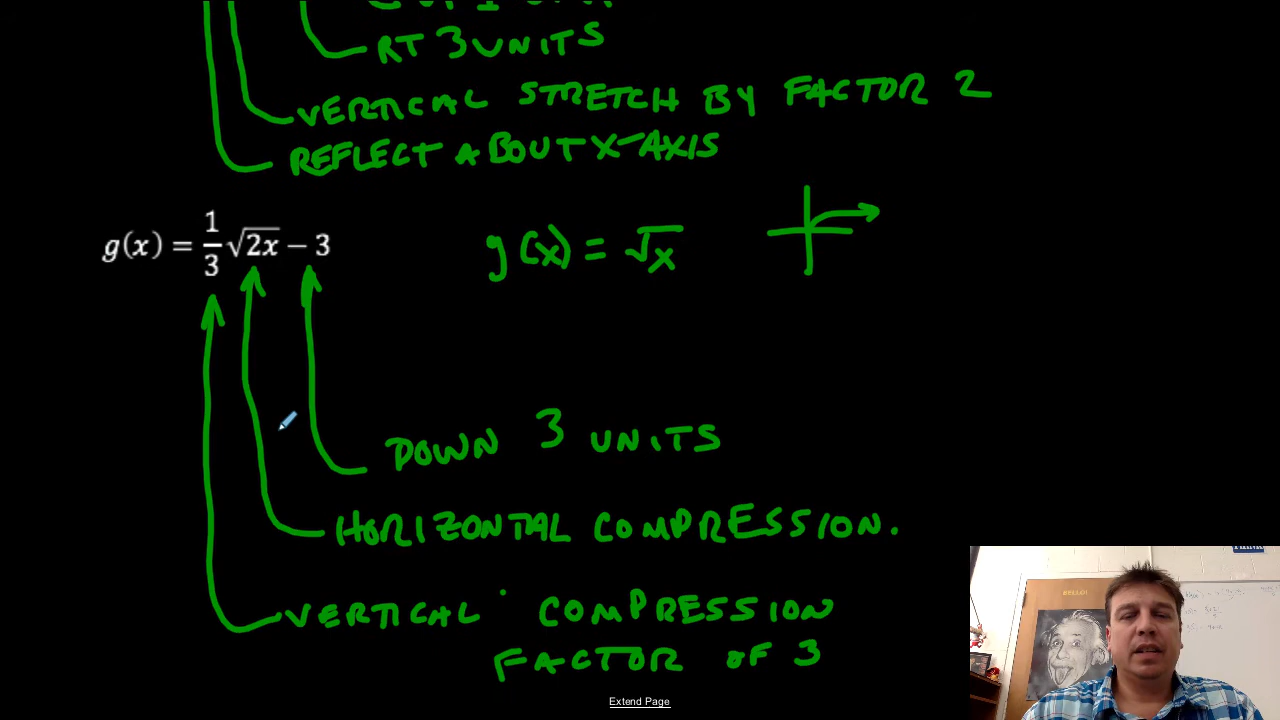 RT 3 UNITS
VERTICAL STRETCH BY FACTOR 2
REFLECT ABOUT X-AXIS
g(x) = 1/3 √2x − 3
g(x) = √x
DOWN 3 UNITS
HORIZONTAL COMPRESSION.
VERTICAL COMPRESSION
FACTOR OF 3
Extend Page